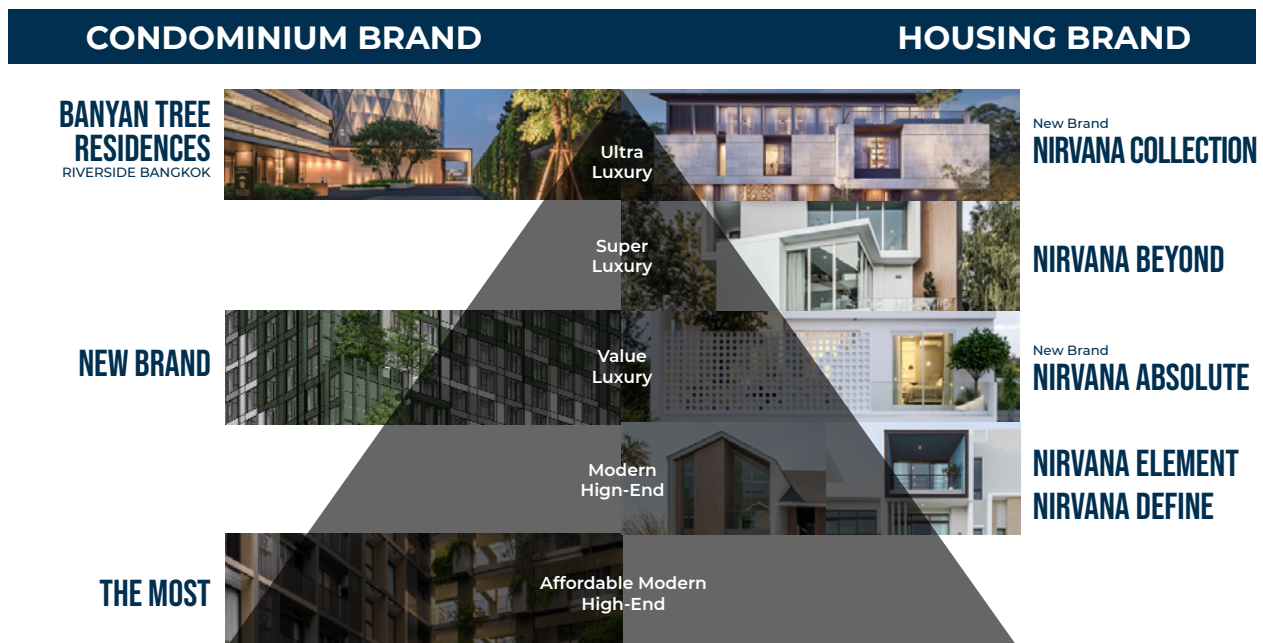 CONDOMINIUM BRAND
HOUSING BRAND
BANYAN TREE
RESIDENCES
RIVERSIDE BANGKOK
Ultra
Luxury
New Brand
NIRVANA COLLECTION
Super
Luxury
NIRVANA BEYOND
NEW BRAND
Value
Luxury
New Brand
NIRVANA ABSOLUTE
Modern
Hign-End
NIRVANA ELEMENT
NIRVANA DEFINE
THE MOST
Affordable Modern
High-End